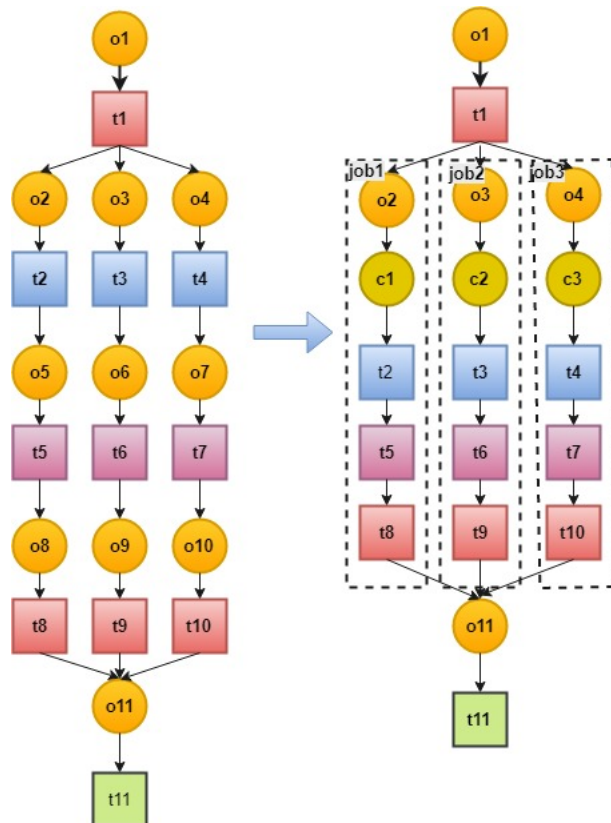 o1
t1
o2 o3 o4
t2 t3 t4
o5 o6 o7
t5 t6 t7
o8 o9 o10
t8 t9 t10
o11
t11
o1
t1
job1 job2 job3
o2 o3 o4
c1 c2 c3
t2 t3 t4
t5 t6 t7
t8 t9 t10
o11
t11